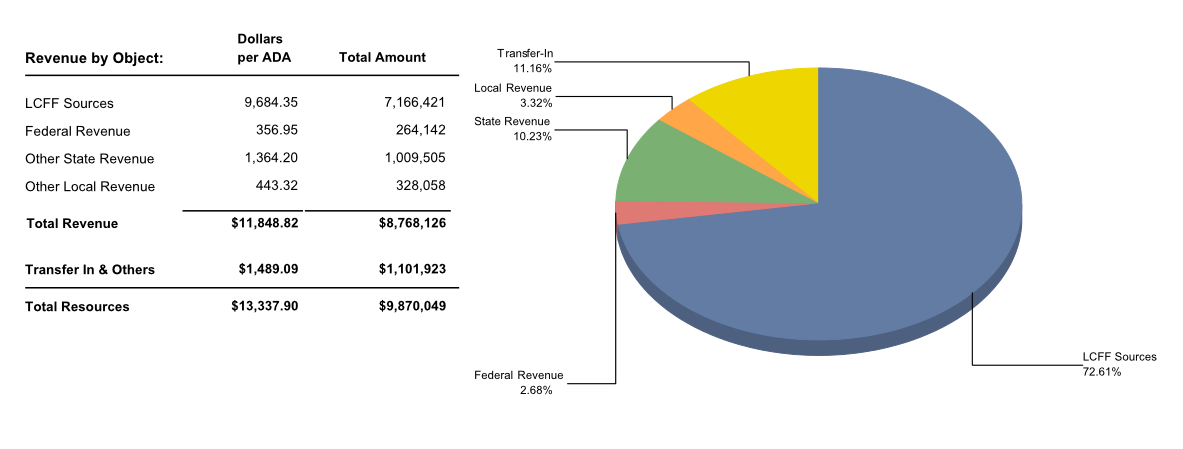 Dollars
Revenue by Object: per ADA Total Amount
LCFF Sources 9,684.35 7,166,421
Federal Revenue 356.95 264,142
Other State Revenue 1,364.20 1,009,505
Other Local Revenue 443.32 328,058
Total Revenue $11,848.82 $8,768,126
Transfer In & Others $1,489.09 $1,101,923
Total Resources $13,337.90 $9,870,049
Transfer-In
11.16%
Local Revenue
3.32%
State Revenue
10.23%
Federal Revenue
2.68%
LCFF Sources
72.61%